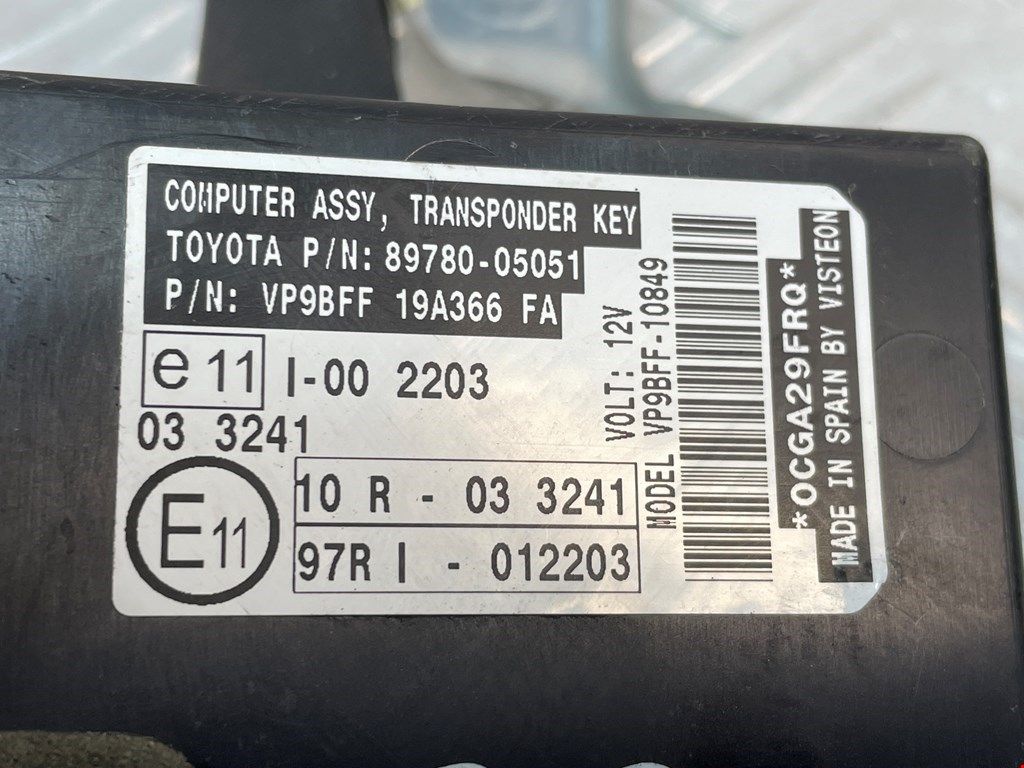 COMPUTER ASSY, TRANSPONDER KEY
TOYOTA P/N: 89780-05051
P/N: VP9BFF 19A366 FA
e 11 I-00 2203
03 3241
E11
10 R - 03 3241
97R I - 012203
VOLT: 12V
MODEL VP9BFF-10849
*OCGA29FRQ*
MADE IN SPAIN BY VISTEON